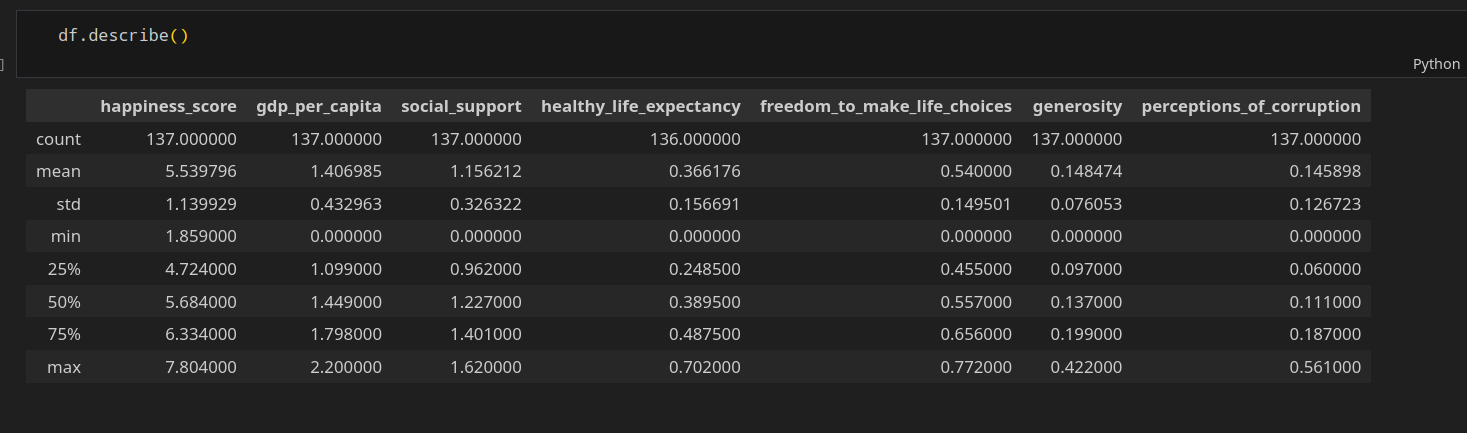 df.describe()
]
Python
happiness_score gdp_per_capita social_support healthy_life_expectancy freedom_to_make_life_choices generosity perceptions_of_corruption
count 137.000000 137.000000 137.000000 136.000000 137.000000 137.000000 137.000000
mean 5.539796 1.406985 1.156212 0.366176 0.540000 0.148474 0.145898
std 1.139929 0.432963 0.326322 0.156691 0.149501 0.076053 0.126723
min 1.859000 0.000000 0.000000 0.000000 0.000000 0.000000 0.000000
25% 4.724000 1.099000 0.962000 0.248500 0.455000 0.097000 0.060000
50% 5.684000 1.449000 1.227000 0.389500 0.557000 0.137000 0.111000
75% 6.334000 1.798000 1.401000 0.487500 0.656000 0.199000 0.187000
max 7.804000 2.200000 1.620000 0.702000 0.772000 0.422000 0.561000